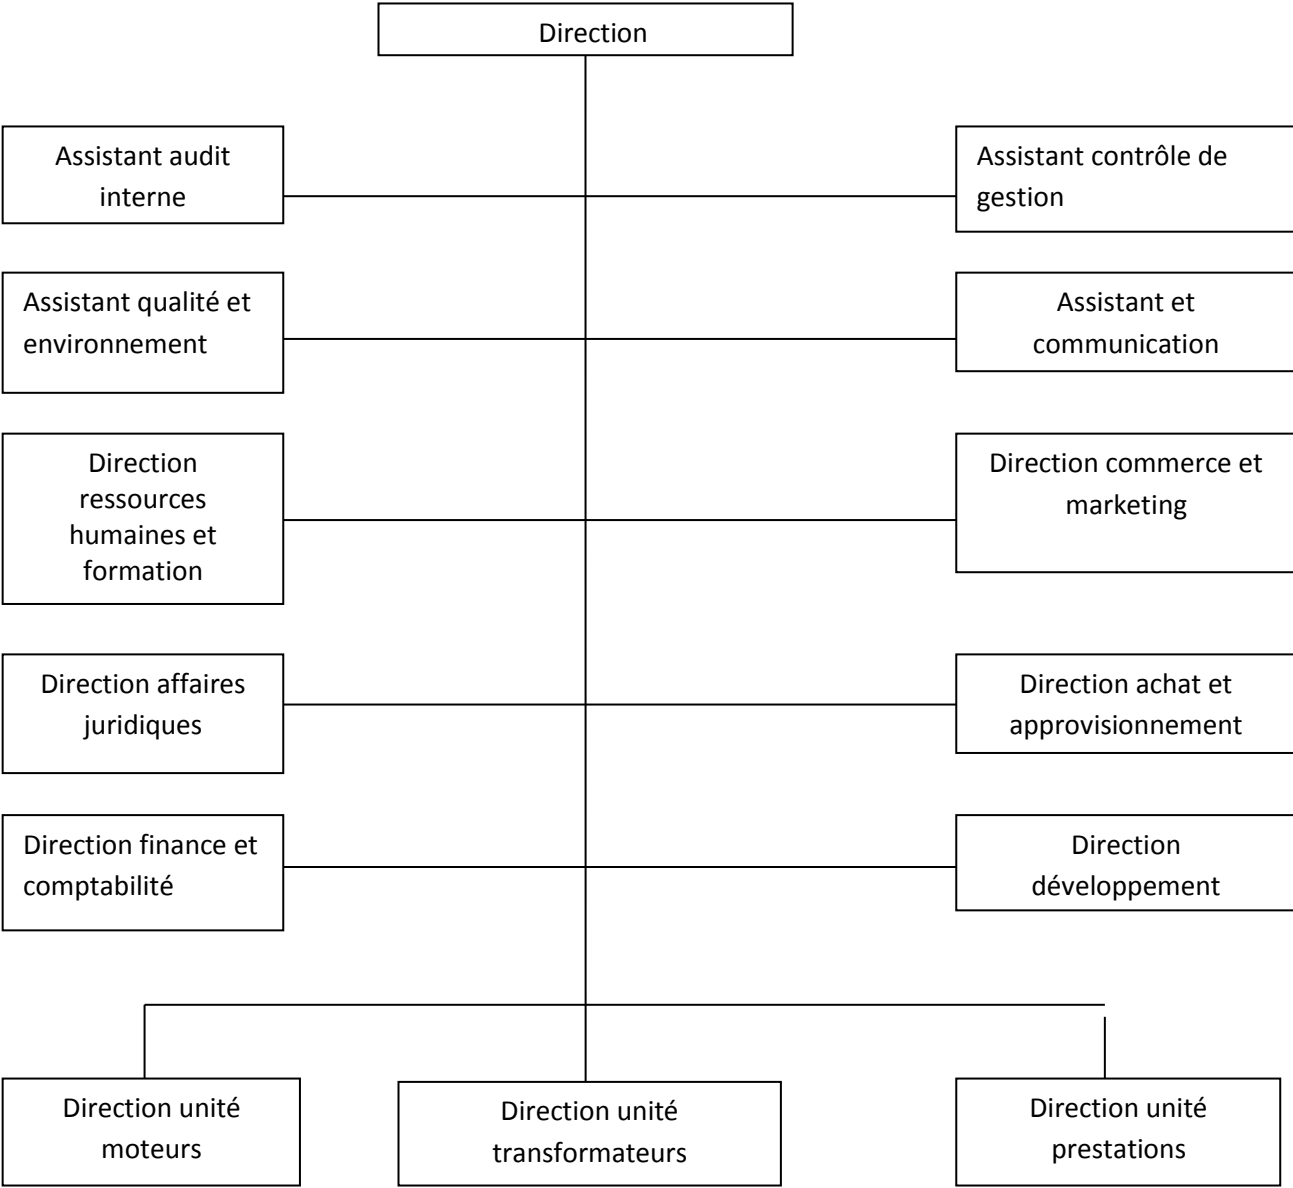 Direction
Assistant audit
interne
Assistant contrôle de
gestion
Assistant qualité et
environnement
Assistant et
communication
Direction
ressources
humaines et
formation
Direction commerce et
marketing
Direction affaires
juridiques
Direction achat et
approvisionnement
Direction finance et
comptabilité
Direction
développement
Direction unité
moteurs
Direction unité
transformateurs
Direction unité
prestations